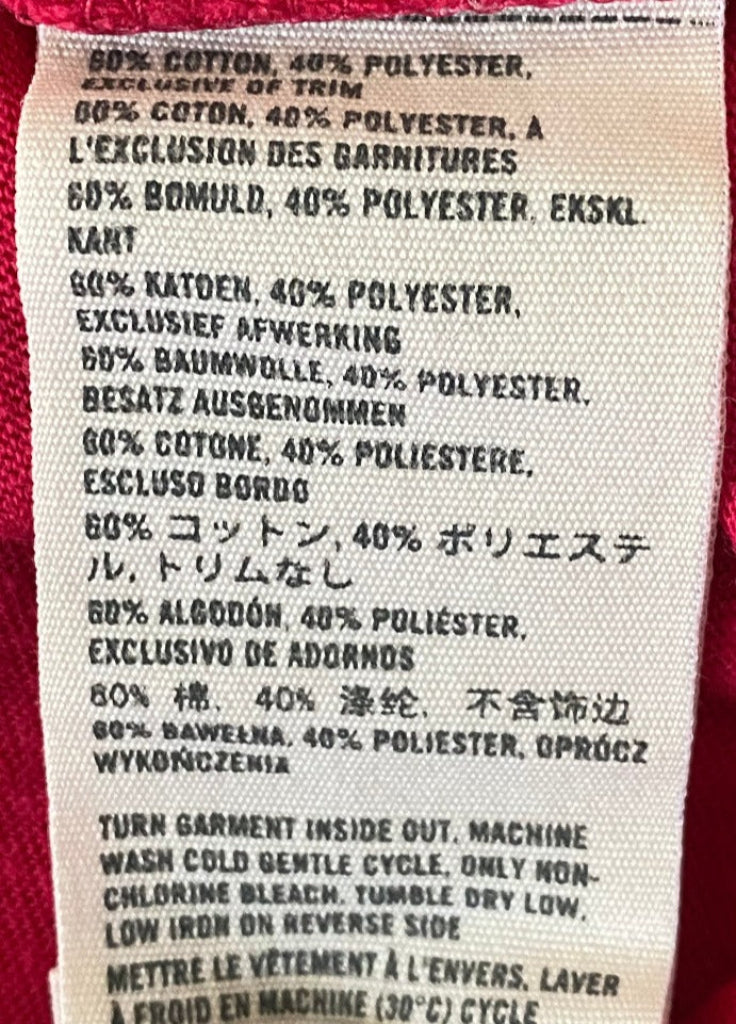 60% COTTON, 40% POLYESTER,
EXCLUSIVE OF TRIM
60% COTON, 40% POLYESTER, À
L'EXCLUSION DES GARNITURES
60% BOMULD, 40% POLYESTER, EKSKL.
KANT
60% KATOEN, 40% POLYESTER,
EXCLUSIEF AFWERKING
60% BAUMWOLLE, 40% POLYESTER,
BESATZ AUSGENOMMEN
60% COTONE, 40% POLIESTERE,
ESCLUSO BORDO
60% コットン, 40% ポリエステ
ル, トリムなし
60% ALGODÓN, 40% POLIÉSTER,
EXCLUSIVO DE ADORNOS
60% 棉, 40% 涤纶, 不含饰边
60% BAWEŁNA, 40% POLIESTER, OPRÓCZ
WYKOŃCZENIA
TURN GARMENT INSIDE OUT. MACHINE
WASH COLD GENTLE CYCLE, ONLY NON-
CHLORINE BLEACH. TUMBLE DRY LOW.
LOW IRON ON REVERSE SIDE
METTRE LE VÊTEMENT À L'ENVERS. LAVER
À FROID EN MACHINE (30°C) CYCLE